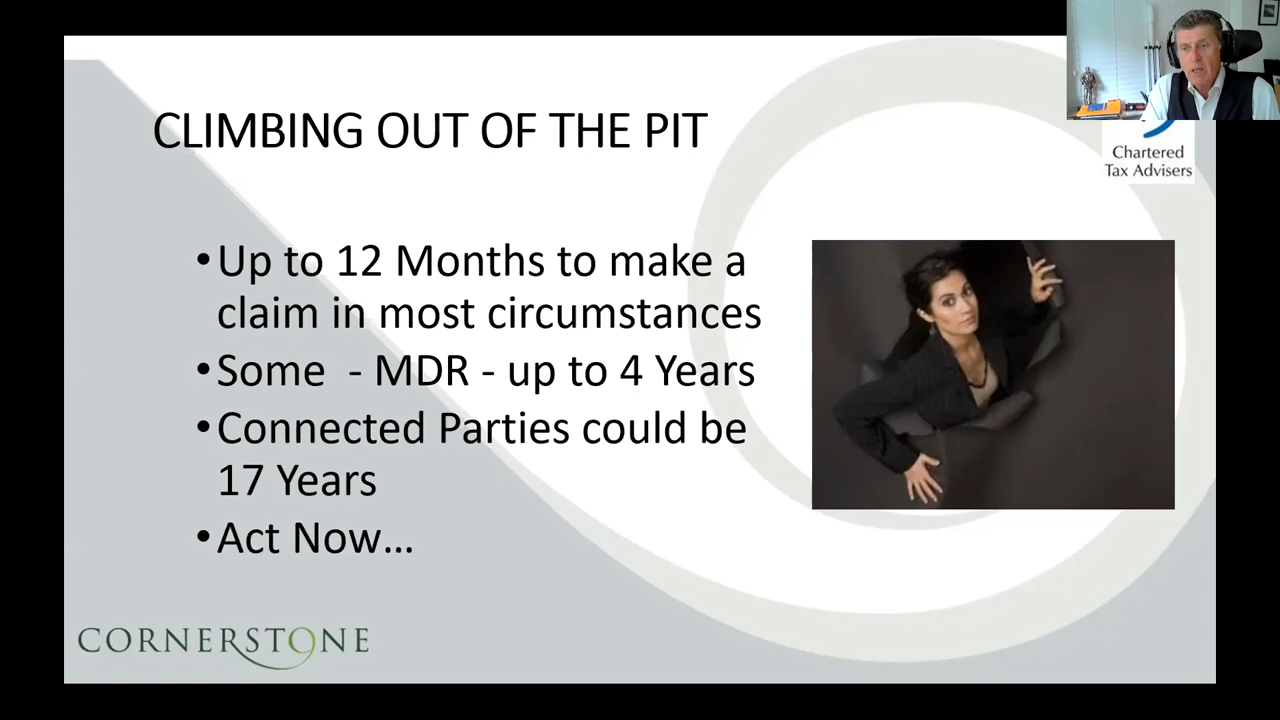 CLIMBING OUT OF THE PIT
Chartered
Tax Advisers
•Up to 12 Months to make a
claim in most circumstances
•Some - MDR - up to 4 Years
•Connected Parties could be
17 Years
•Act Now...
CORNERSTONE